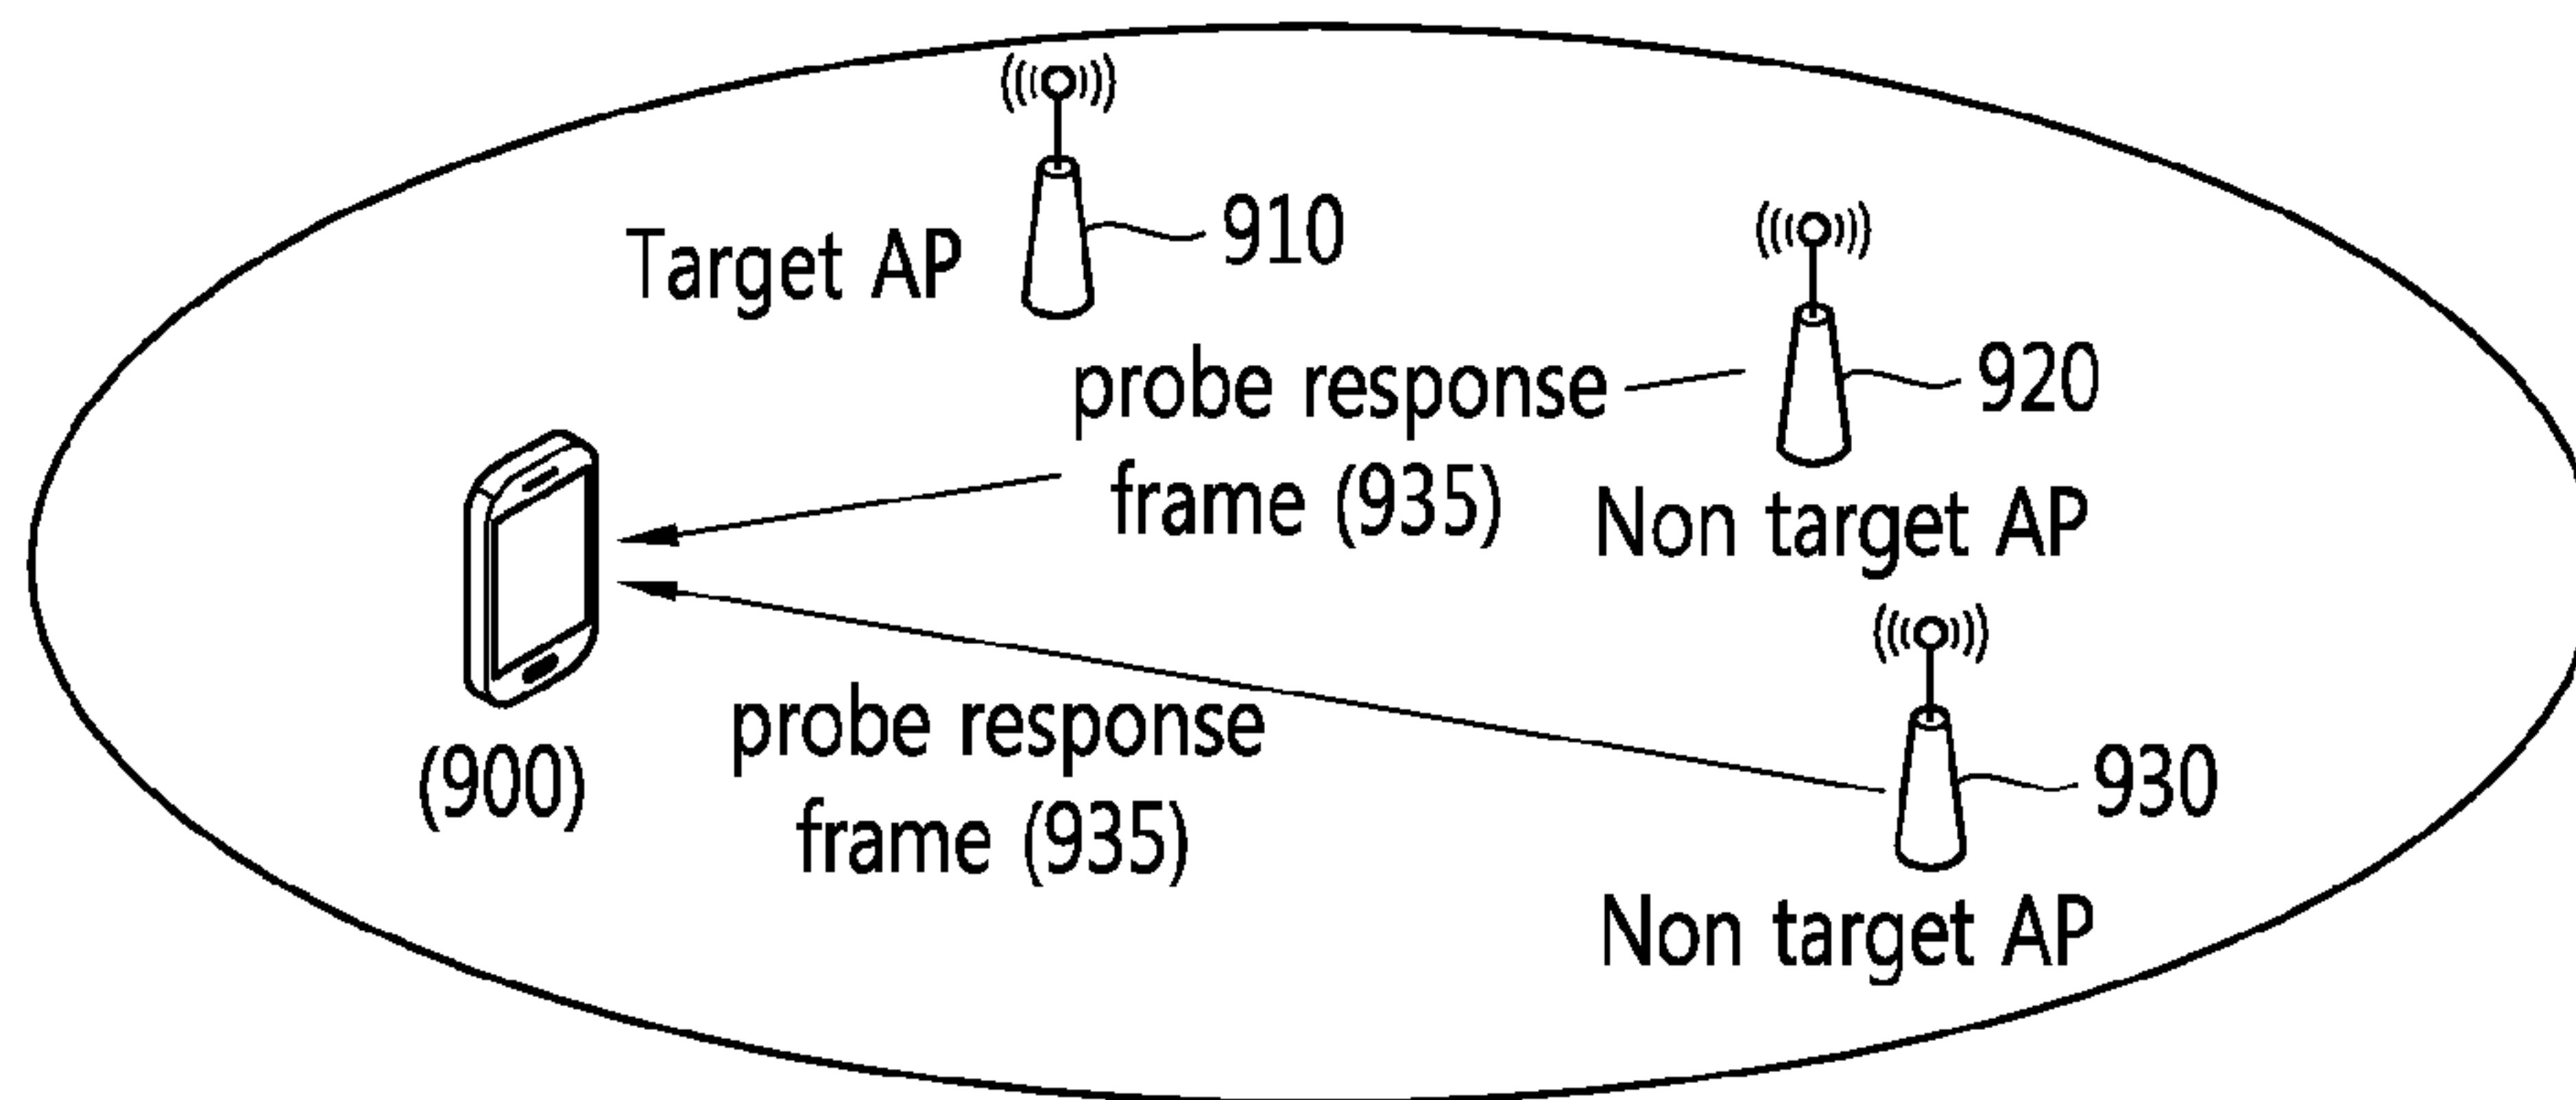 Target AP
910
probe response
frame (935)
920
Non target AP
(900)
probe response
frame (935)
930
Non target AP